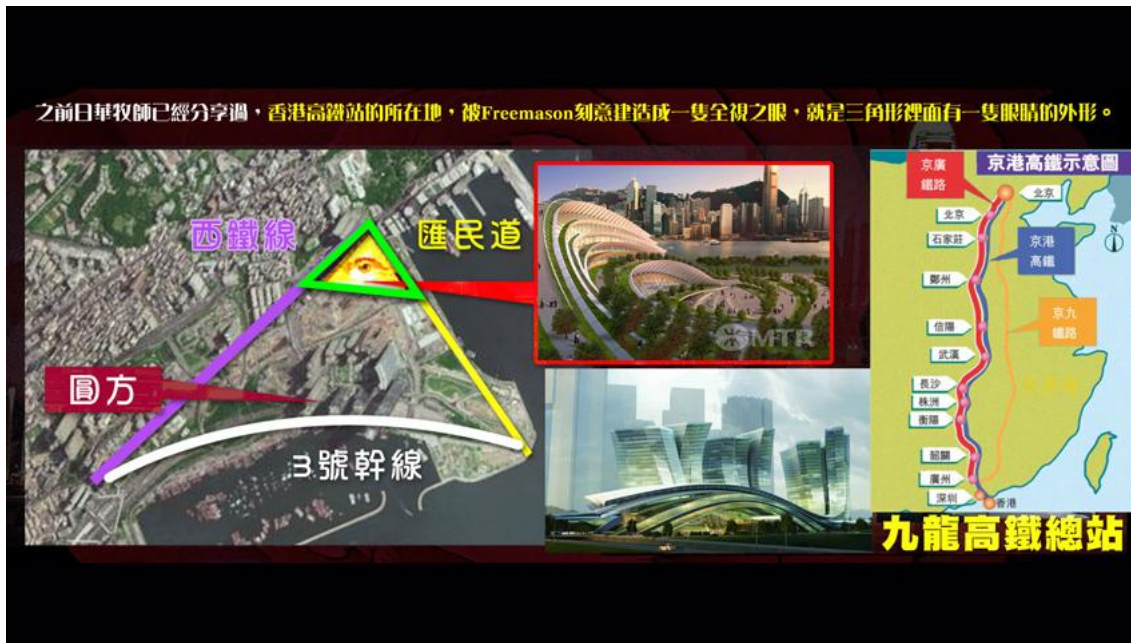 之前日華牧師已經分享過，香港高鐵站的所在地，被Freemason刻意建造成一隻全視之眼，就是三角形裡面有一隻眼睛的外形。
西鐵線
匯民道
圓方
3號幹線
MTR
京港高鐵示意圖
京廣
鐵路
北京
北京
石家莊
京港
高鐵
鄭州
京九
鐵路
信陽
武漢
長沙
株洲
衡陽
韶關
廣州
深圳
香港
N
九龍高鐵總站